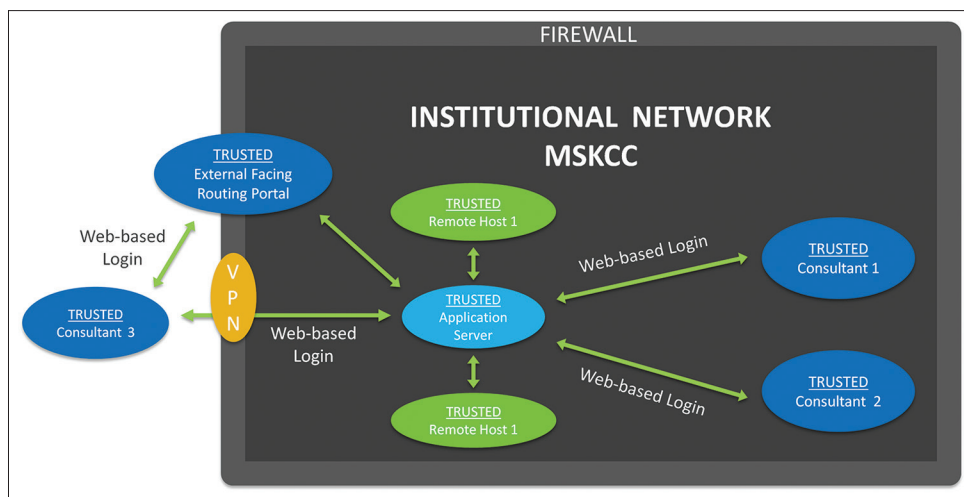 FIREWALL
INSTITUTIONAL NETWORK
MSKCC
TRUSTED
External Facing
Routing Portal
TRUSTED
Remote Host 1
Web-based
Login
Web-based Login
TRUSTED
Consultant 1
VPN
TRUSTED
Consultant 3
TRUSTED
Application
Server
Web-based
Login
Web-based Login
TRUSTED
Consultant 2
TRUSTED
Remote Host 1